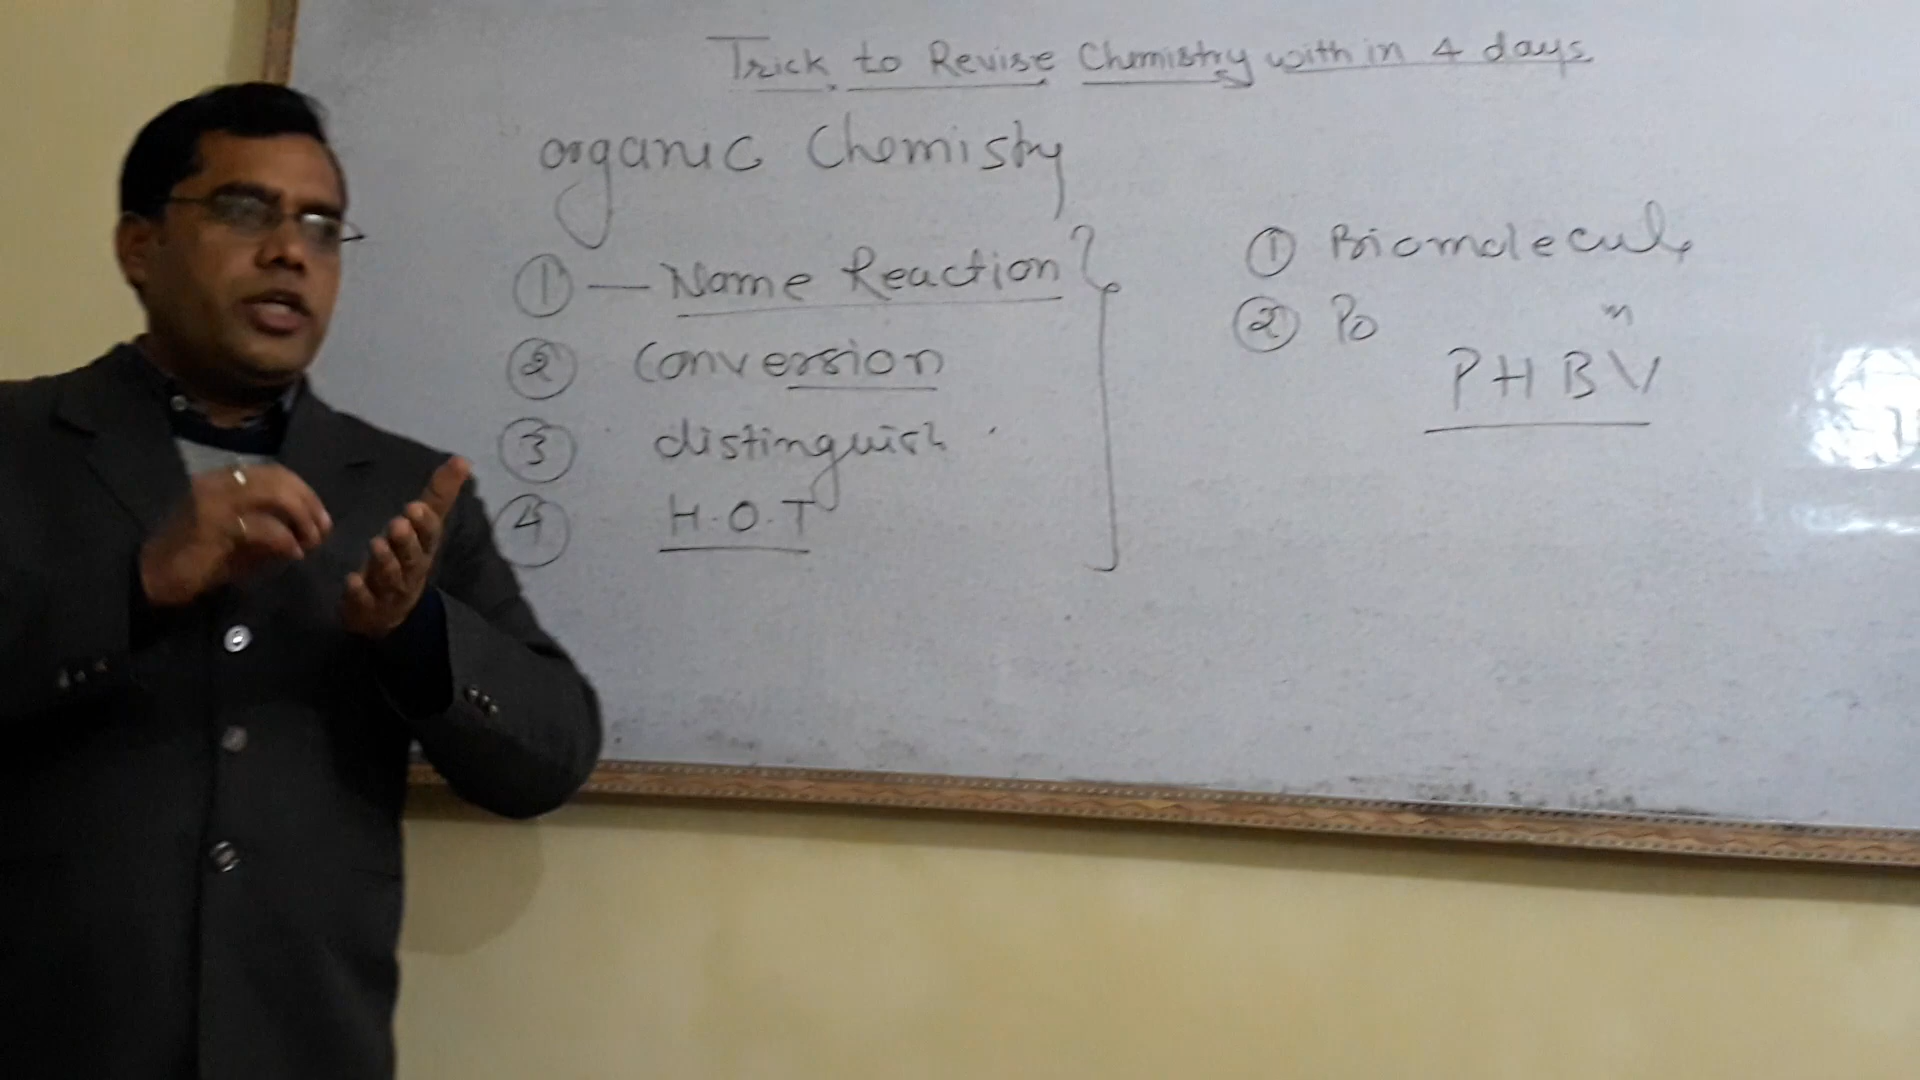 Trick to Revise Chemistry with in 4 days
organic Chemistry
① — Name Reaction
② Conversion
③ distinguish
④ H.O.T
① Biomolecule
② Po
PHBV